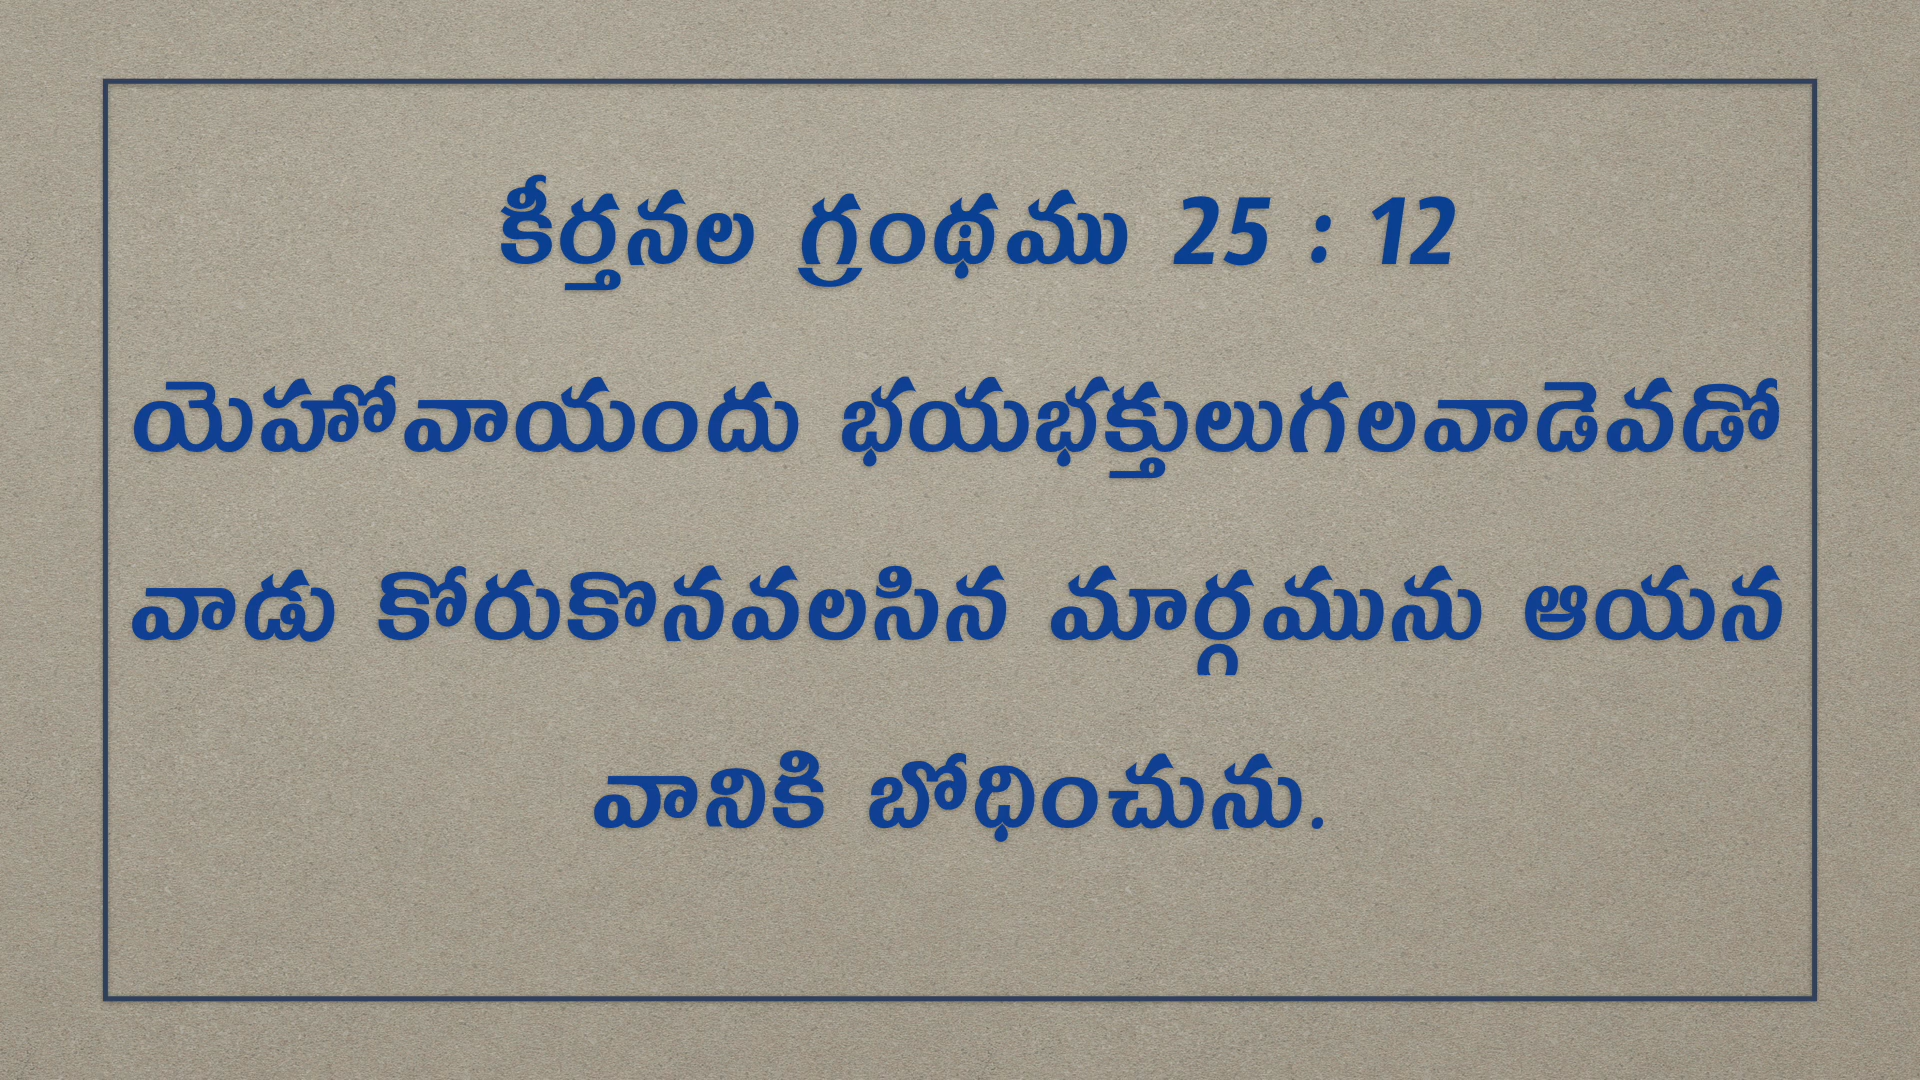 కీర్తనల గ్రంథము 25 : 12
యెహోవాయందు భయభక్తులుగలవాడెవడో
వాడు కోరుకొనవలసిన మార్గమును ఆయన
వానికి బోధించును.